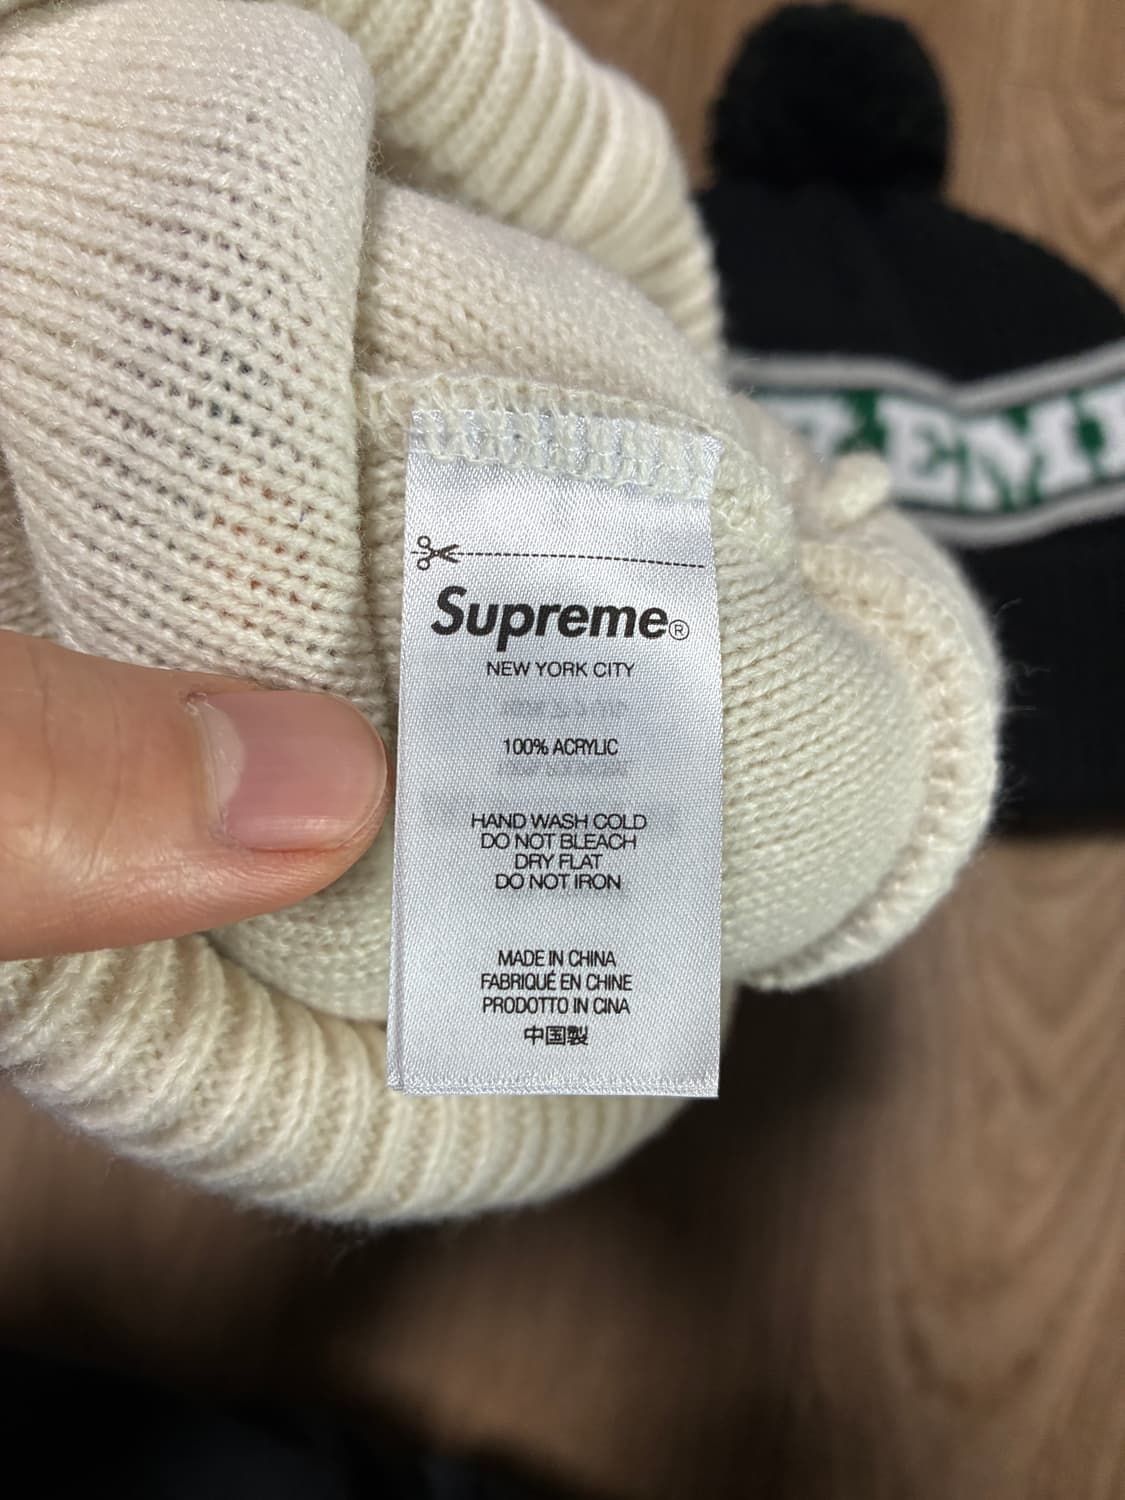 Supreme®
NEW YORK CITY
100% ACRYLIC
HAND WASH COLD
DO NOT BLEACH
DRY FLAT
DO NOT IRON
MADE IN CHINA
FABRIQUÉ EN CHINE
PRODOTTO IN CINA
中国製